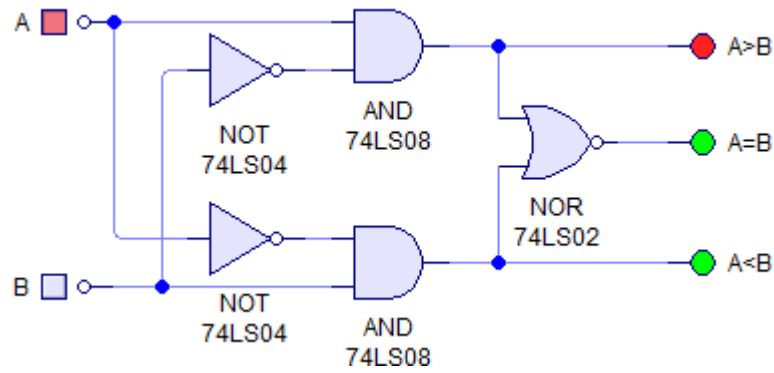 A
A>B
NOT
74LS04
AND
74LS08
A=B
NOR
74LS02
B
NOT
74LS04
AND
74LS08
A<B